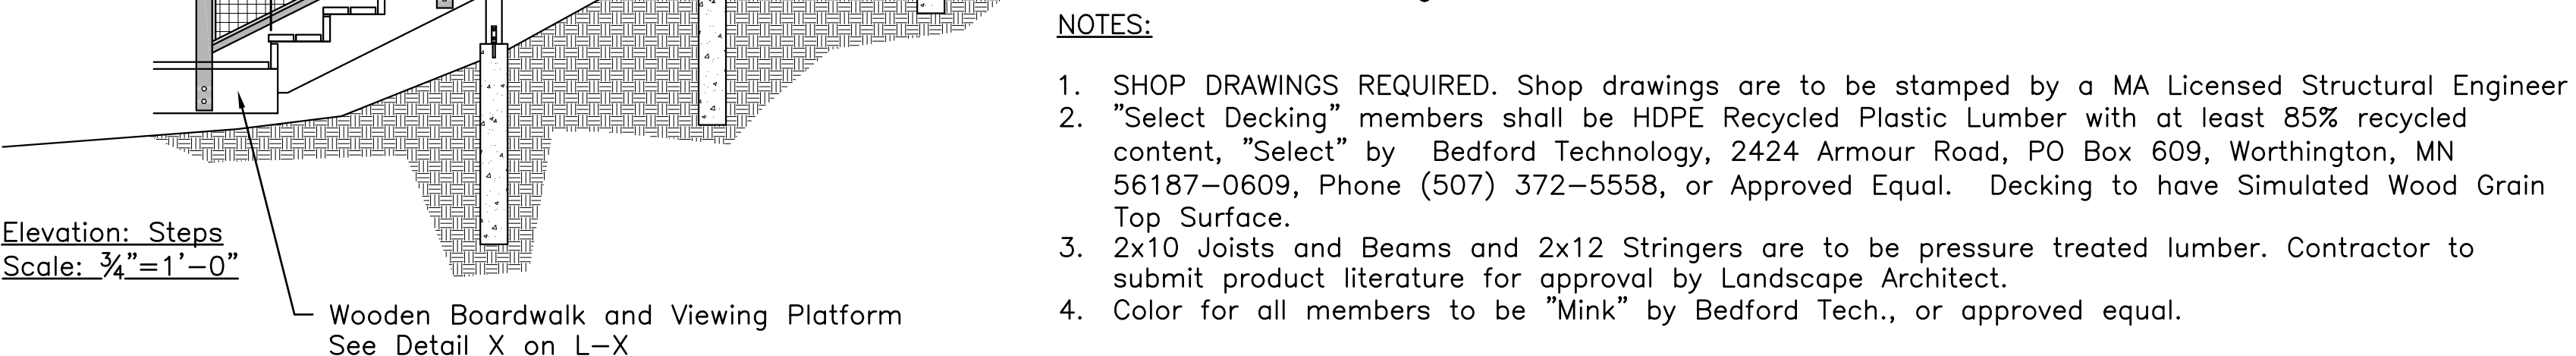 NOTES:
1. SHOP DRAWINGS REQUIRED. Shop drawings are to be stamped by a MA Licensed Structural Engineer
2. "Select Decking" members shall be HDPE Recycled Plastic Lumber with at least 85% recycled
content, "Select" by Bedford Technology, 2424 Armour Road, PO Box 609, Worthington, MN
56187-0609, Phone (507) 372-5558, or Approved Equal. Decking to have Simulated Wood Grain
Top Surface.
3. 2x10 Joists and Beams and 2x12 Stringers are to be pressure treated lumber. Contractor to
submit product literature for approval by Landscape Architect.
4. Color for all members to be "Mink" by Bedford Tech., or approved equal.
Elevation: Steps
Scale: ¾"=1'-0"
Wooden Boardwalk and Viewing Platform
See Detail X on L-X